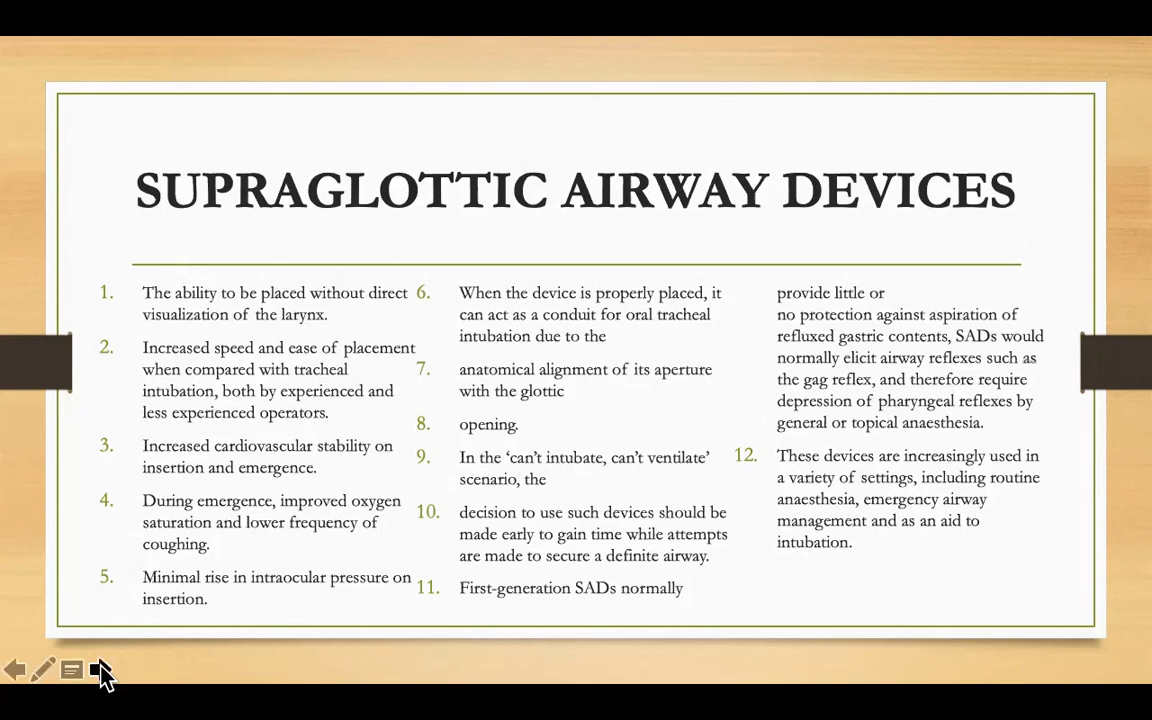 SUPRAGLOTTIC AIRWAY DEVICES
1. The ability to be placed without direct
visualization of the larynx.
2. Increased speed and ease of placement
when compared with tracheal
intubation, both by experienced and
less experienced operators.
3. Increased cardiovascular stability on
insertion and emergence.
4. During emergence, improved oxygen
saturation and lower frequency of
coughing.
5. Minimal rise in intraocular pressure on
insertion.
6. When the device is properly placed, it
can act as a conduit for oral tracheal
intubation due to the
7. anatomical alignment of its aperture
with the glottic
8. opening.
9. In the ‘can’t intubate, can’t ventilate’
scenario, the
10. decision to use such devices should be
made early to gain time while attempts
are made to secure a definite airway.
11. First-generation SADs normally
provide little or
no protection against aspiration of
refluxed gastric contents, SADs would
normally elicit airway reflexes such as
the gag reflex, and therefore require
depression of pharyngeal reflexes by
general or topical anaesthesia.
12. These devices are increasingly used in
a variety of settings, including routine
anaesthesia, emergency airway
management and as an aid to
intubation.